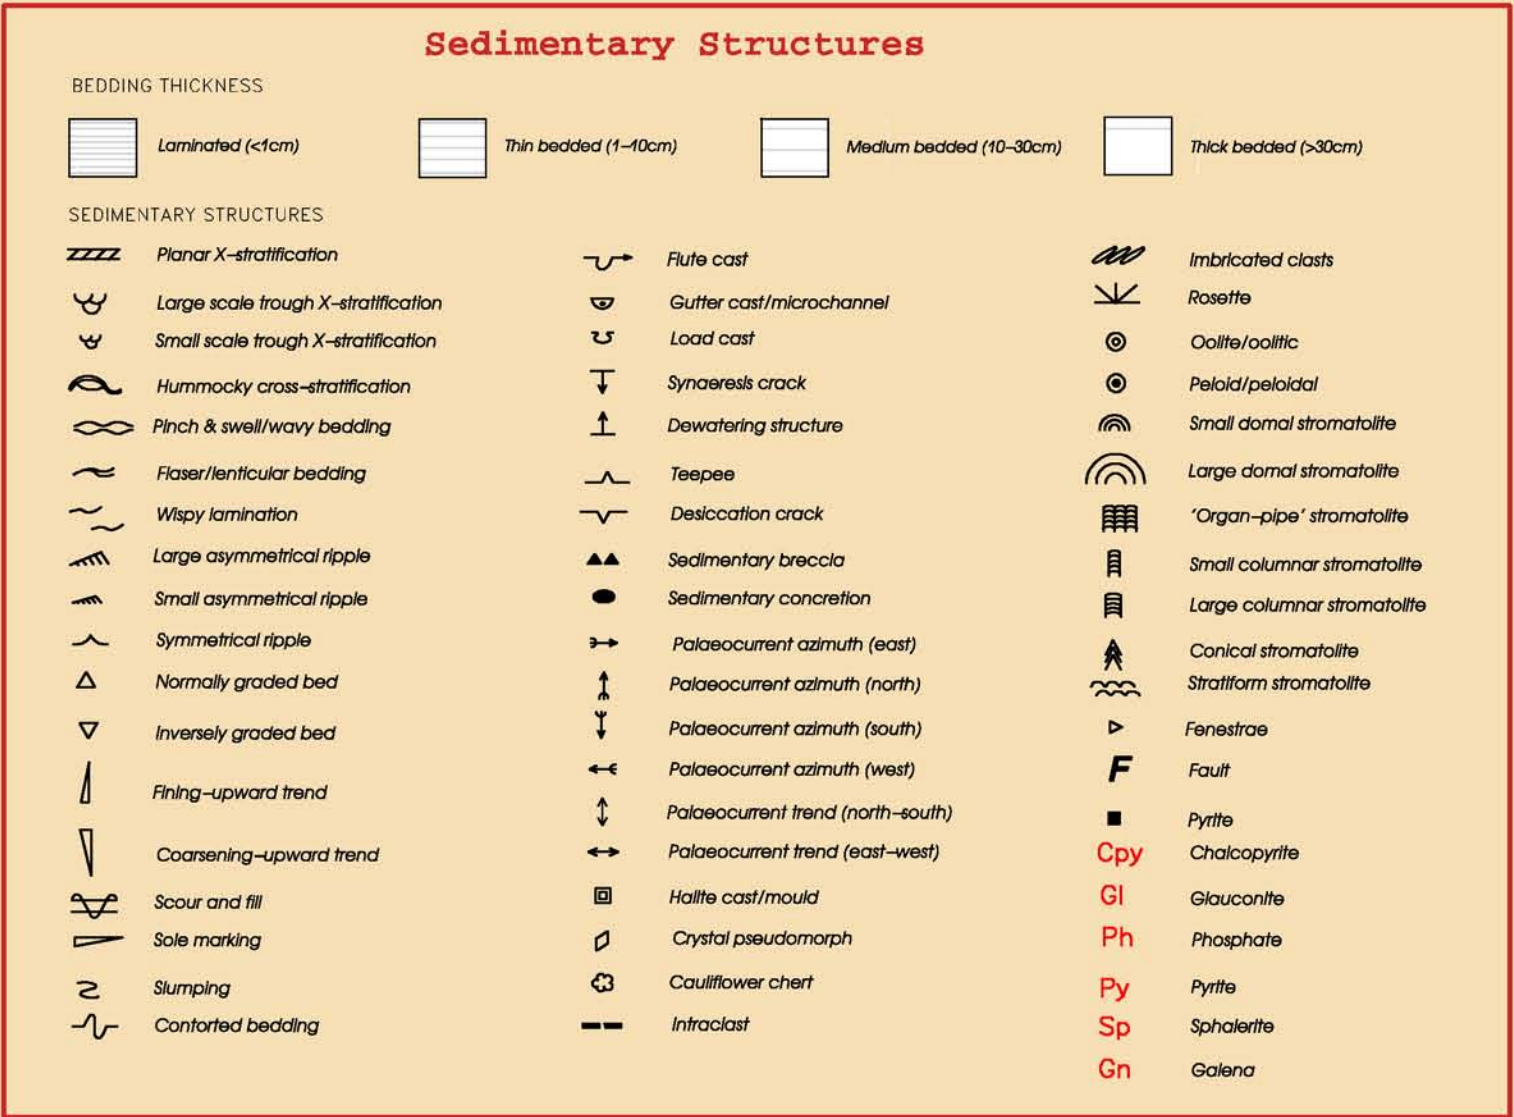 Sedimentary Structures
BEDDING THICKNESS
Laminated (<1cm)
Thin bedded (1–10cm)
Medium bedded (10–30cm)
Thick bedded (>30cm)
SEDIMENTARY STRUCTURES
Planar X–stratification
Large scale trough X–stratification
Small scale trough X–stratification
Hummocky cross–stratification
Pinch & swell/wavy bedding
Flaser/lenticular bedding
Wispy lamination
Large asymmetrical ripple
Small asymmetrical ripple
Symmetrical ripple
Normally graded bed
Inversely graded bed
Fining–upward trend
Coarsening–upward trend
Scour and fill
Sole marking
Slumping
Contorted bedding
Flute cast
Gutter cast/microchannel
Load cast
Synaeresis crack
Dewatering structure
Teepee
Desiccation crack
Sedimentary breccia
Sedimentary concretion
Palaeocurrent azimuth (east)
Palaeocurrent azimuth (north)
Palaeocurrent azimuth (south)
Palaeocurrent azimuth (west)
Palaeocurrent trend (north–south)
Palaeocurrent trend (east–west)
Halite cast/mould
Crystal pseudomorph
Cauliflower chert
Intraclast
Imbricated clasts
Rosette
Oolite/oolitic
Peloid/peloidal
Small domal stromatolite
Large domal stromatolite
'Organ–pipe' stromatolite
Small columnar stromatolite
Large columnar stromatolite
Conical stromatolite
Stratiform stromatolite
Fenestrae
F Fault
Pyrite
Cpy Chalcopyrite
Gl Glauconite
Ph Phosphate
Py Pyrite
Sp Sphalerite
Gn Galena